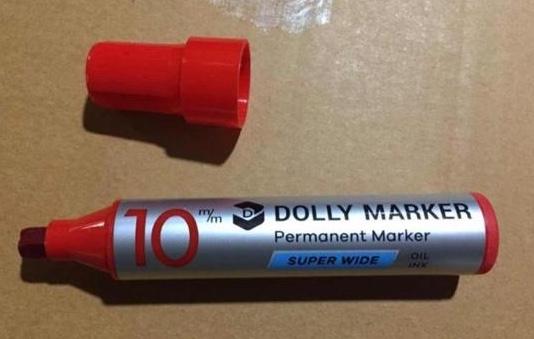 10 m/m D DOLLY MARKER
Permanent Marker
SUPER WIDE
OIL
INK